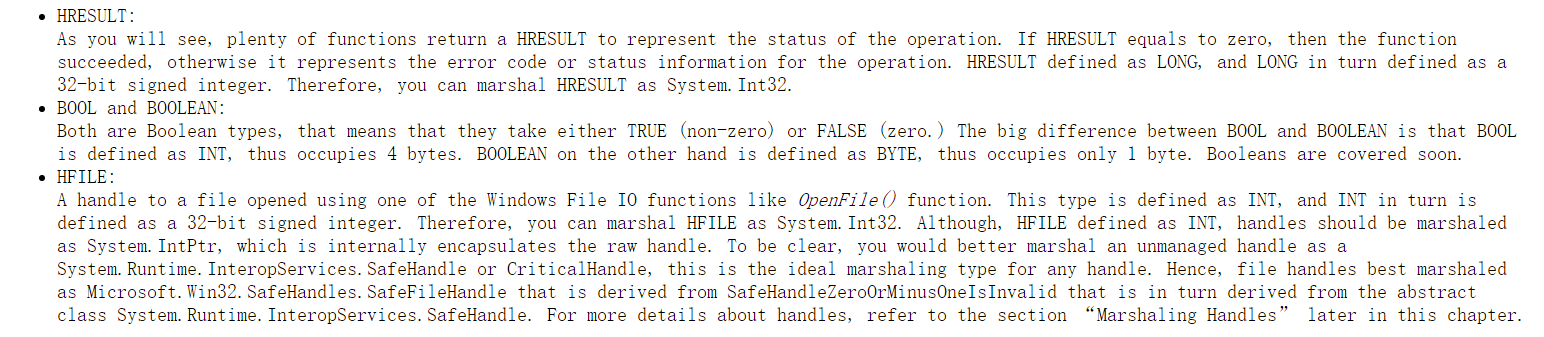 • HRESULT:
As you will see, plenty of functions return a HRESULT to represent the status of the operation. If HRESULT equals to zero, then the function
succeeded, otherwise it represents the error code or status information for the operation. HRESULT defined as LONG, and LONG in turn defined as a
32-bit signed integer. Therefore, you can marshal HRESULT as System.Int32.
• BOOL and BOOLEAN:
Both are Boolean types, that means that they take either TRUE (non-zero) or FALSE (zero.) The big difference between BOOL and BOOLEAN is that BOOL
is defined as INT, thus occupies 4 bytes. BOOLEAN on the other hand is defined as BYTE, thus occupies only 1 byte. Booleans are covered soon.
• HFILE:
A handle to a file opened using one of the Windows File IO functions like OpenFile() function. This type is defined as INT, and INT in turn is
defined as a 32-bit signed integer. Therefore, you can marshal HFILE as System.Int32. Although, HFILE defined as INT, handles should be marshaled
as System.IntPtr, which is internally encapsulates the raw handle. To be clear, you would better marshal an unmanaged handle as a
System.Runtime.InteropServices.SafeHandle or CriticalHandle, this is the ideal marshaling type for any handle. Hence, file handles best marshaled
as Microsoft.Win32.SafeHandles.SafeFileHandle that is derived from SafeHandleZeroOrMinusOneIsInvalid that is in turn derived from the abstract
class System.Runtime.InteropServices.SafeHandle. For more details about handles, refer to the section “Marshaling Handles” later in this chapter.